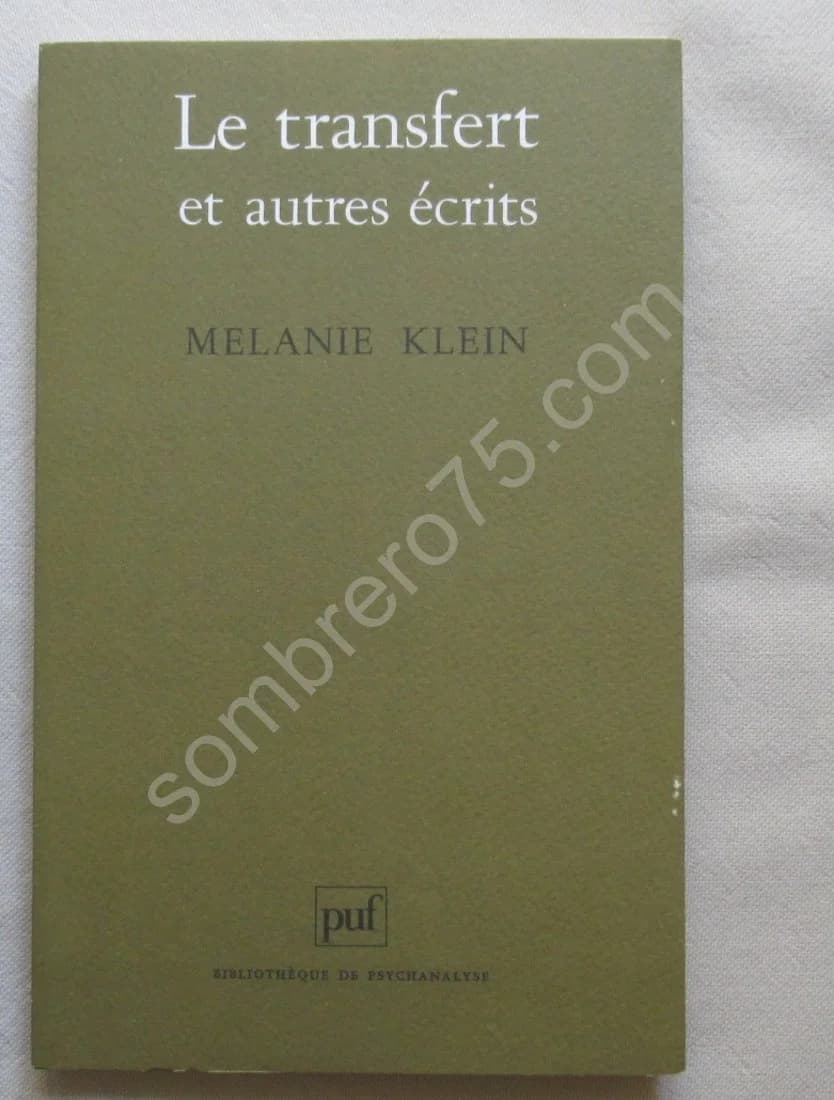 Le transfert
et autres écrits
MELANIE KLEIN
sombrero75.com
puf
BIBLIOTHÈQUE DE PSYCHANALYSE